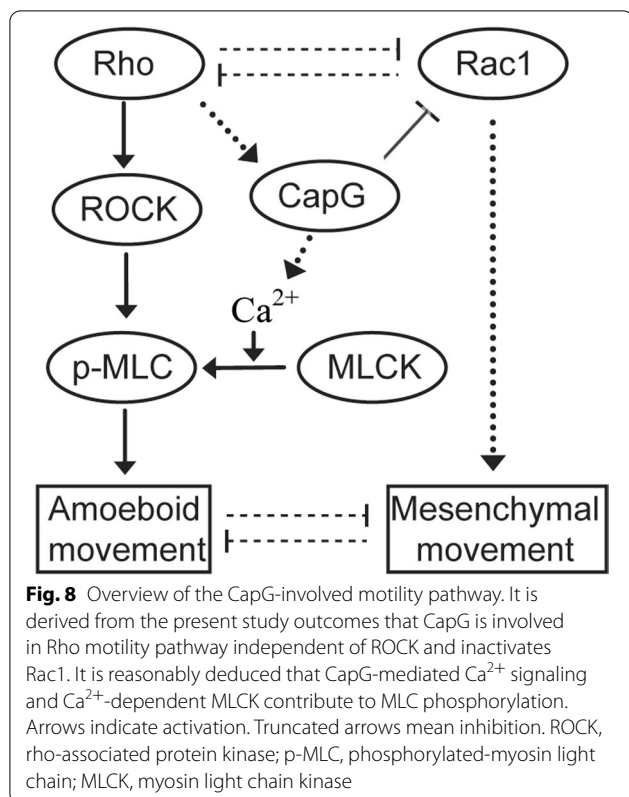 Rho
Rac1
CapG
ROCK
Ca²⁺
p-MLC
MLCK
Amoeboid
movement
Mesenchymal
movement
Fig. 8 Overview of the CapG-involved motility pathway. It is
derived from the present study outcomes that CapG is involved
in Rho motility pathway independent of ROCK and inactivates
Rac1. It is reasonably deduced that CapG-mediated Ca²⁺ signaling
and Ca²⁺-dependent MLCK contribute to MLC phosphorylation.
Arrows indicate activation. Truncated arrows mean inhibition. ROCK,
rho-associated protein kinase; p-MLC, phosphorylated-myosin light
chain; MLCK, myosin light chain kinase